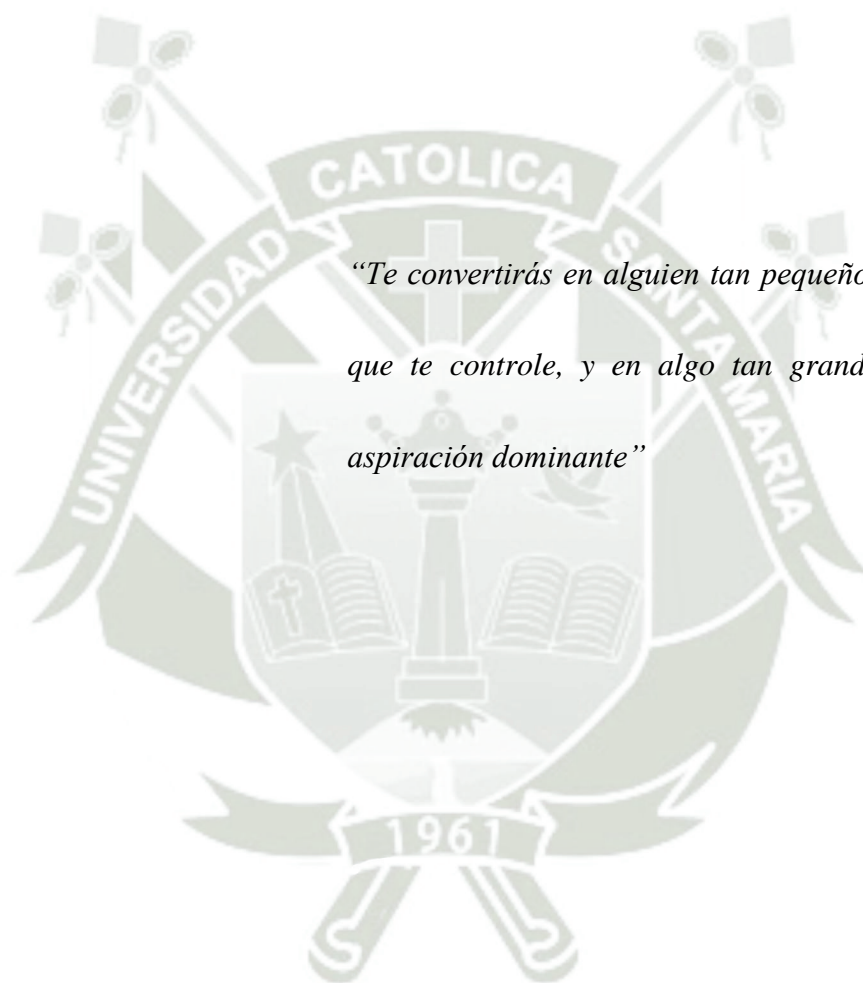 CATOLICA
UNIVERSIDAD
SANTA MARIA
“Te convertirás en alguien tan pequeño
que te controle, y en algo tan grand
aspiración dominante”
1961